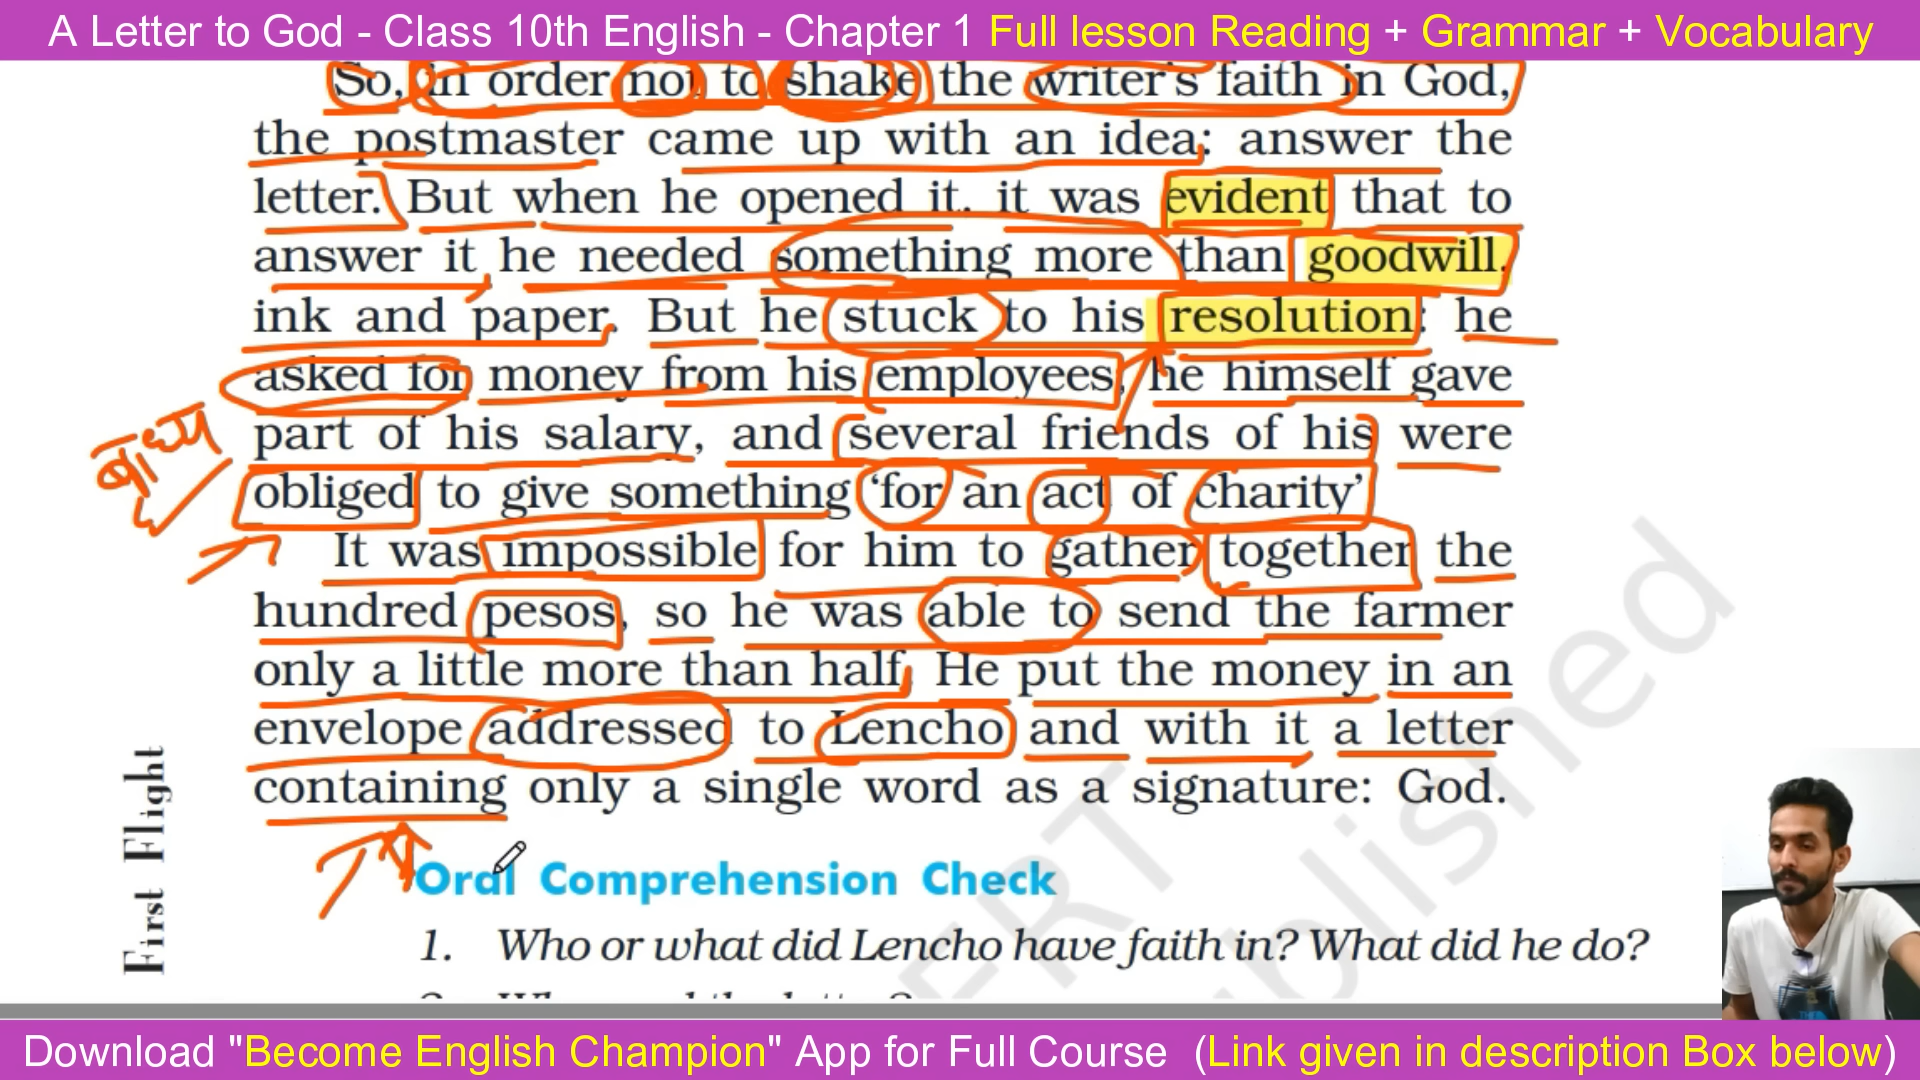 A Letter to God - Class 10th English - Chapter 1 Full lesson Reading + Grammar + Vocabulary
So, in order not to shake the writer's faith in God,
the postmaster came up with an idea: answer the
letter. But when he opened it, it was evident that to
answer it he needed something more than goodwill,
ink and paper. But he stuck to his resolution: he
asked for money from his employees, he himself gave
part of his salary, and several friends of his were
obliged to give something ‘for an act of charity’
It was impossible for him to gather together the
hundred pesos, so he was able to send the farmer
only a little more than half. He put the money in an
envelope addressed to Lencho and with it a letter
containing only a single word as a signature: God.
बाध्य
First Flight
Oral Comprehension Check
1. Who or what did Lencho have faith in? What did he do?
Download "Become English Champion" App for Full Course (Link given in description Box below)